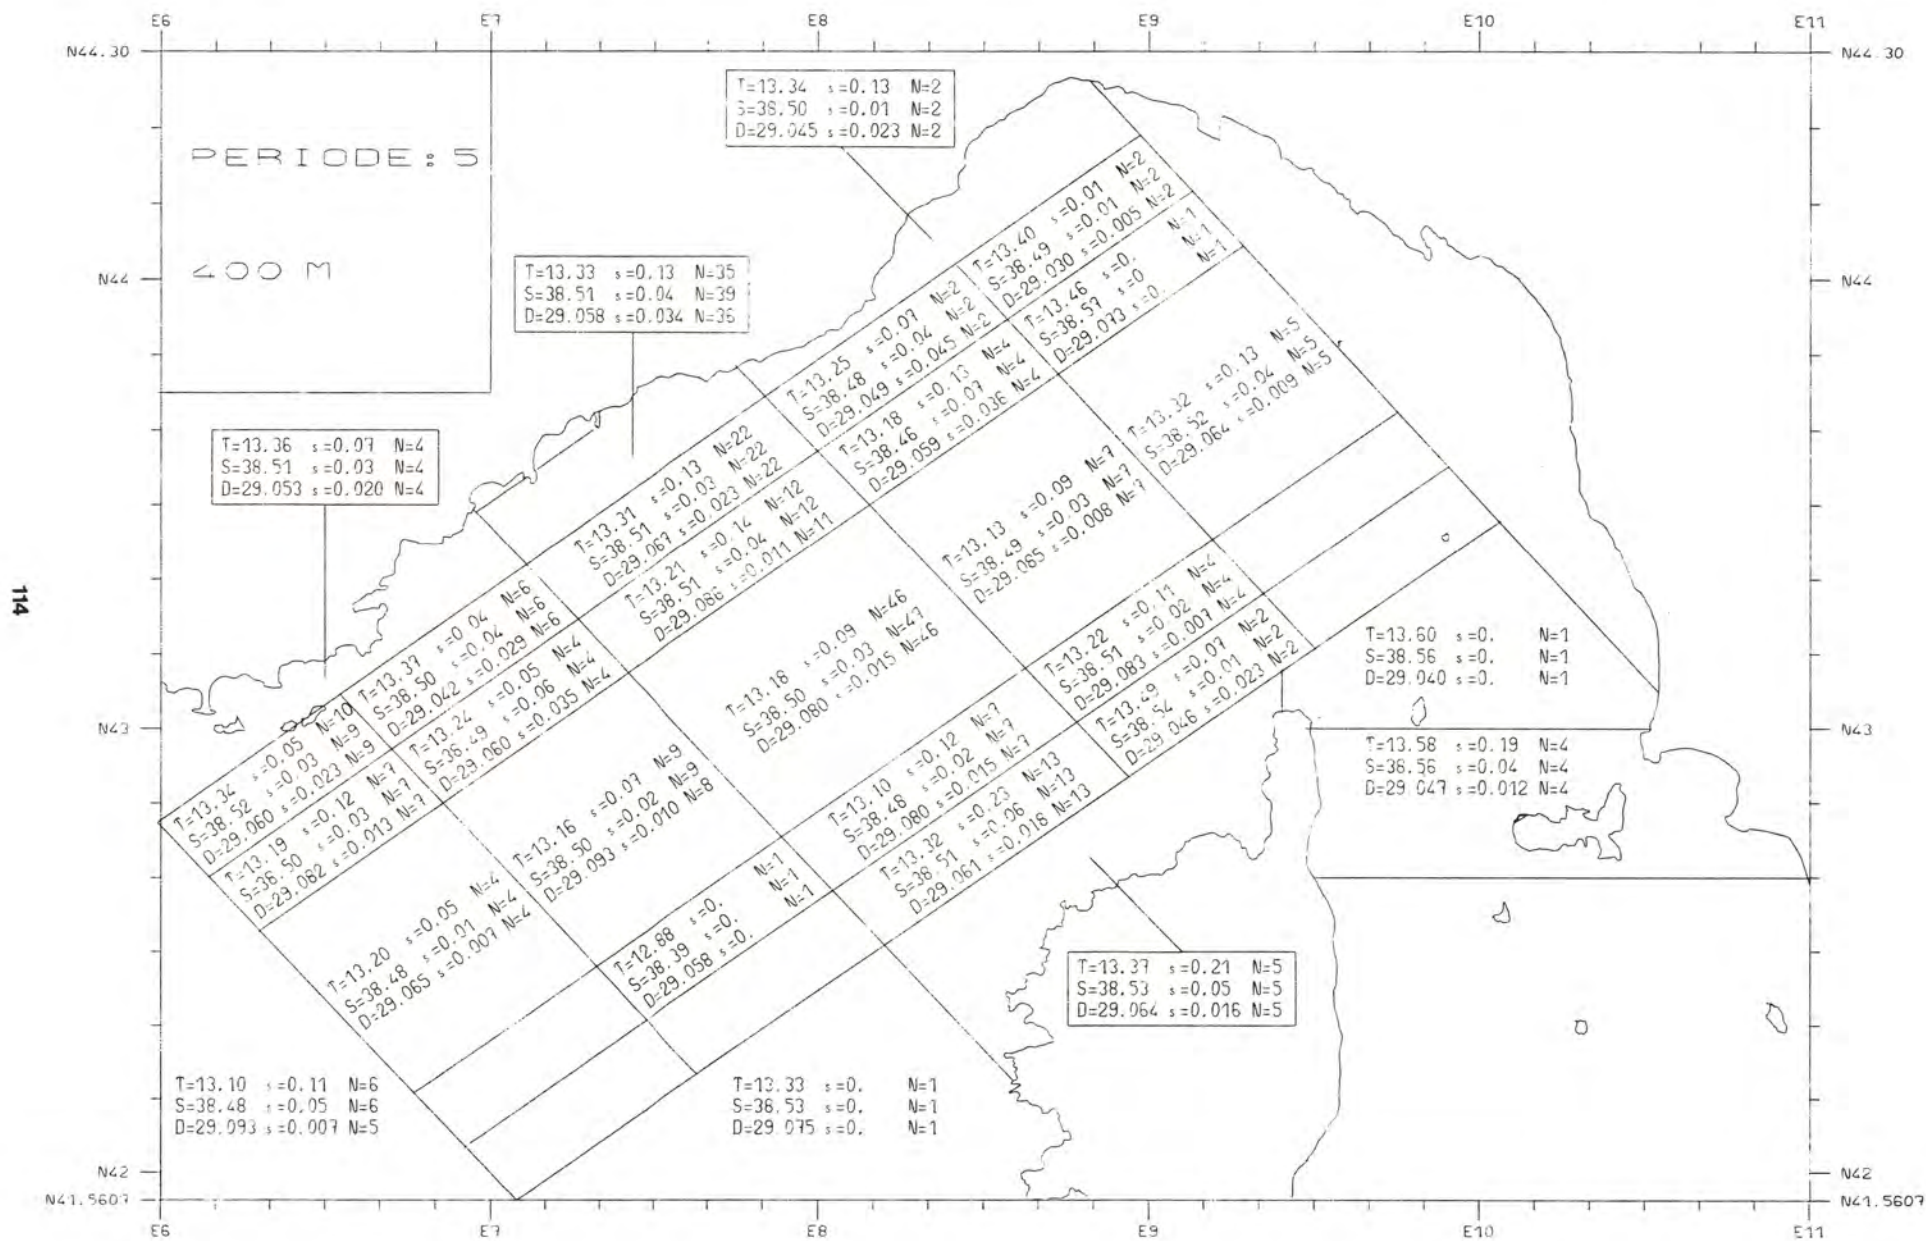 E6 E7 E8 E9 E10 E11
N44.30 N44.30
PERIODE:5
400 M
T=13.34 s=0.13 N=2
S=38.50 s=0.01 N=2
D=29.045 s=0.023 N=2
T=13.33 s=0.13 N=35
S=38.51 s=0.04 N=39
D=29.058 s=0.034 N=36
T=13.36 s=0.07 N=4
S=38.51 s=0.03 N=4
D=29.053 s=0.020 N=4
N44 N44
T=13.40 s=0.01 N=2
S=38.49 s=0.01 N=2
D=29.030 s=0.005 N=2
T=13.46 s=0. N=1
S=38.57 s=0 N=1
D=29.073 s=0. N=1
T=13.25 s=0.07 N=2
S=38.48 s=0.04 N=2
D=29.049 s=0.045 N=2
T=13.18 s=0.13 N=4
S=38.46 s=0.07 N=4
D=29.059 s=0.036 N=4
T=13.32 s=0.13 N=5
S=38.52 s=0.04 N=5
D=29.064 s=0.009 N=5
T=13.31 s=0.13 N=22
S=38.51 s=0.03 N=22
D=29.067 s=0.023 N=22
T=13.21 s=0.14 N=12
S=38.51 s=0.04 N=12
D=29.086 s=0.011 N=11
T=13.13 s=0.09 N=7
S=38.49 s=0.03 N=7
D=29.065 s=0.008 N=7
T=13.37 s=0.04 N=6
S=38.50 s=0.04 N=6
D=29.042 s=0.029 N=6
T=13.24 s=0.05 N=4
S=38.49 s=0.06 N=4
D=29.060 s=0.035 N=4
T=13.18 s=0.09 N=46
S=38.50 s=0.03 N=47
D=29.080 s=0.015 N=46
T=13.22 s=0.11 N=4
S=38.51 s=0.02 N=4
D=29.083 s=0.007 N=4
T=13.49 s=0.07 N=2
S=38.54 s=0.01 N=2
D=29.046 s=0.023 N=2
T=13.60 s=0. N=1
S=38.56 s=0. N=1
D=29.040 s=0. N=1
N43 N43
T=13.58 s=0.19 N=4
S=38.56 s=0.04 N=4
D=29.047 s=0.012 N=4
T=13.34 s=0.05 N=10
S=38.52 s=0.03 N=9
D=29.060 s=0.023 N=9
T=13.19 s=0.12 N=7
S=38.50 s=0.03 N=7
D=29.082 s=0.013 N=7
T=13.16 s=0.07 N=9
S=38.50 s=0.02 N=9
D=29.093 s=0.010 N=8
T=13.10 s=0.12 N=7
S=38.48 s=0.02 N=7
D=29.080 s=0.015 N=7
T=13.32 s=0.23 N=13
S=38.51 s=0.06 N=13
D=29.061 s=0.018 N=13
T=13.20 s=0.05 N=4
S=38.48 s=0.01 N=4
D=29.065 s=0.007 N=4
T=12.88 s=0. N=1
S=38.39 s=0. N=1
D=29.058 s=0. N=1
T=13.37 s=0.21 N=5
S=38.53 s=0.05 N=5
D=29.064 s=0.016 N=5
T=13.10 s=0.11 N=6
S=38.48 s=0.05 N=6
D=29.093 s=0.007 N=5
T=13.33 s=0. N=1
S=38.53 s=0. N=1
D=29.075 s=0. N=1
N42 N42
N41.5607 N41.5607
E6 E7 E8 E9 E10 E11
114